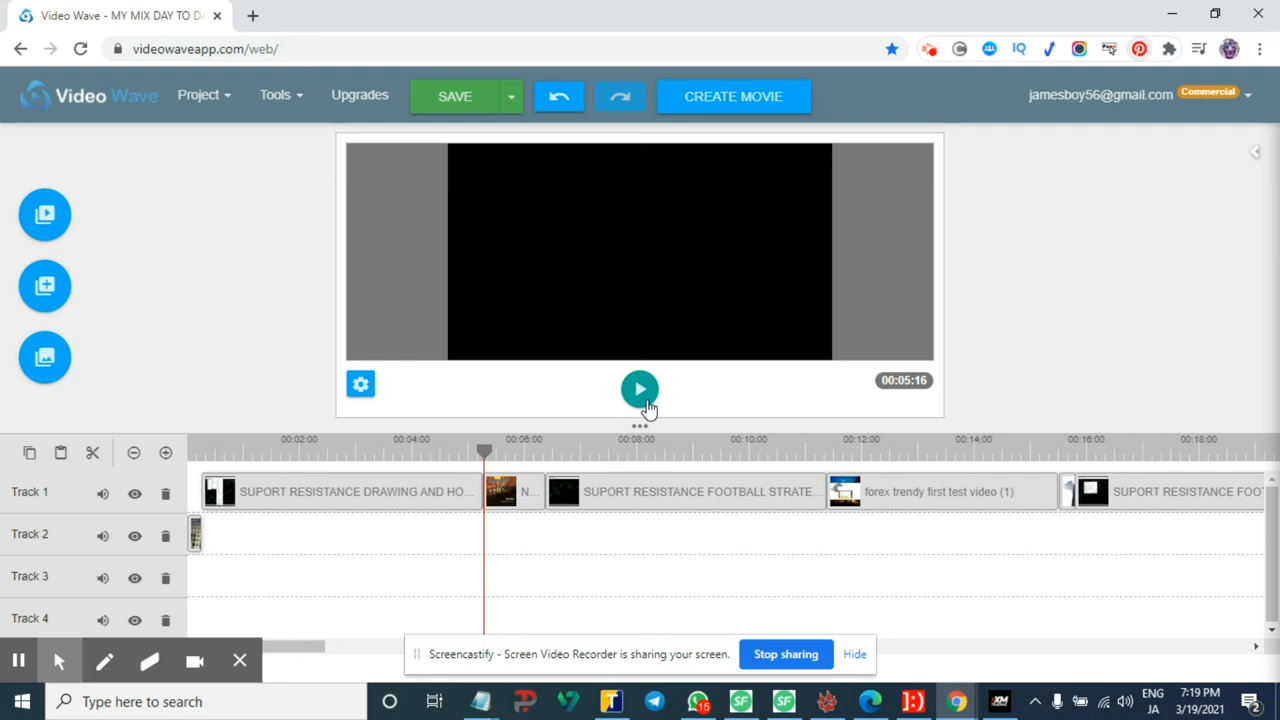 Video Wave - MY MIX DAY TO D
videowaveapp.com/web/
Video Wave
Project
Tools
Upgrades
SAVE
CREATE MOVIE
jamesboy56@gmail.com
Commercial
00:05:16
00:02:00
00:04:00
00:06:00
00:08:00
00:10:00
00:12:00
00:14:00
00:16:00
00:18:00
Track 1
SUPORT RESISTANCE DRAWING AND HO...
N...
SUPORT RESISTANCE FOOTBALL STRATE...
forex trendy first test video (1)
SUPORT RESISTANCE FOO
Track 2
Track 3
Track 4
Screencastify - Screen Video Recorder is sharing your screen.
Stop sharing
Hide
Type here to search
15
SF
SF
XM
ENG
JA
7:19 PM
3/19/2021
2